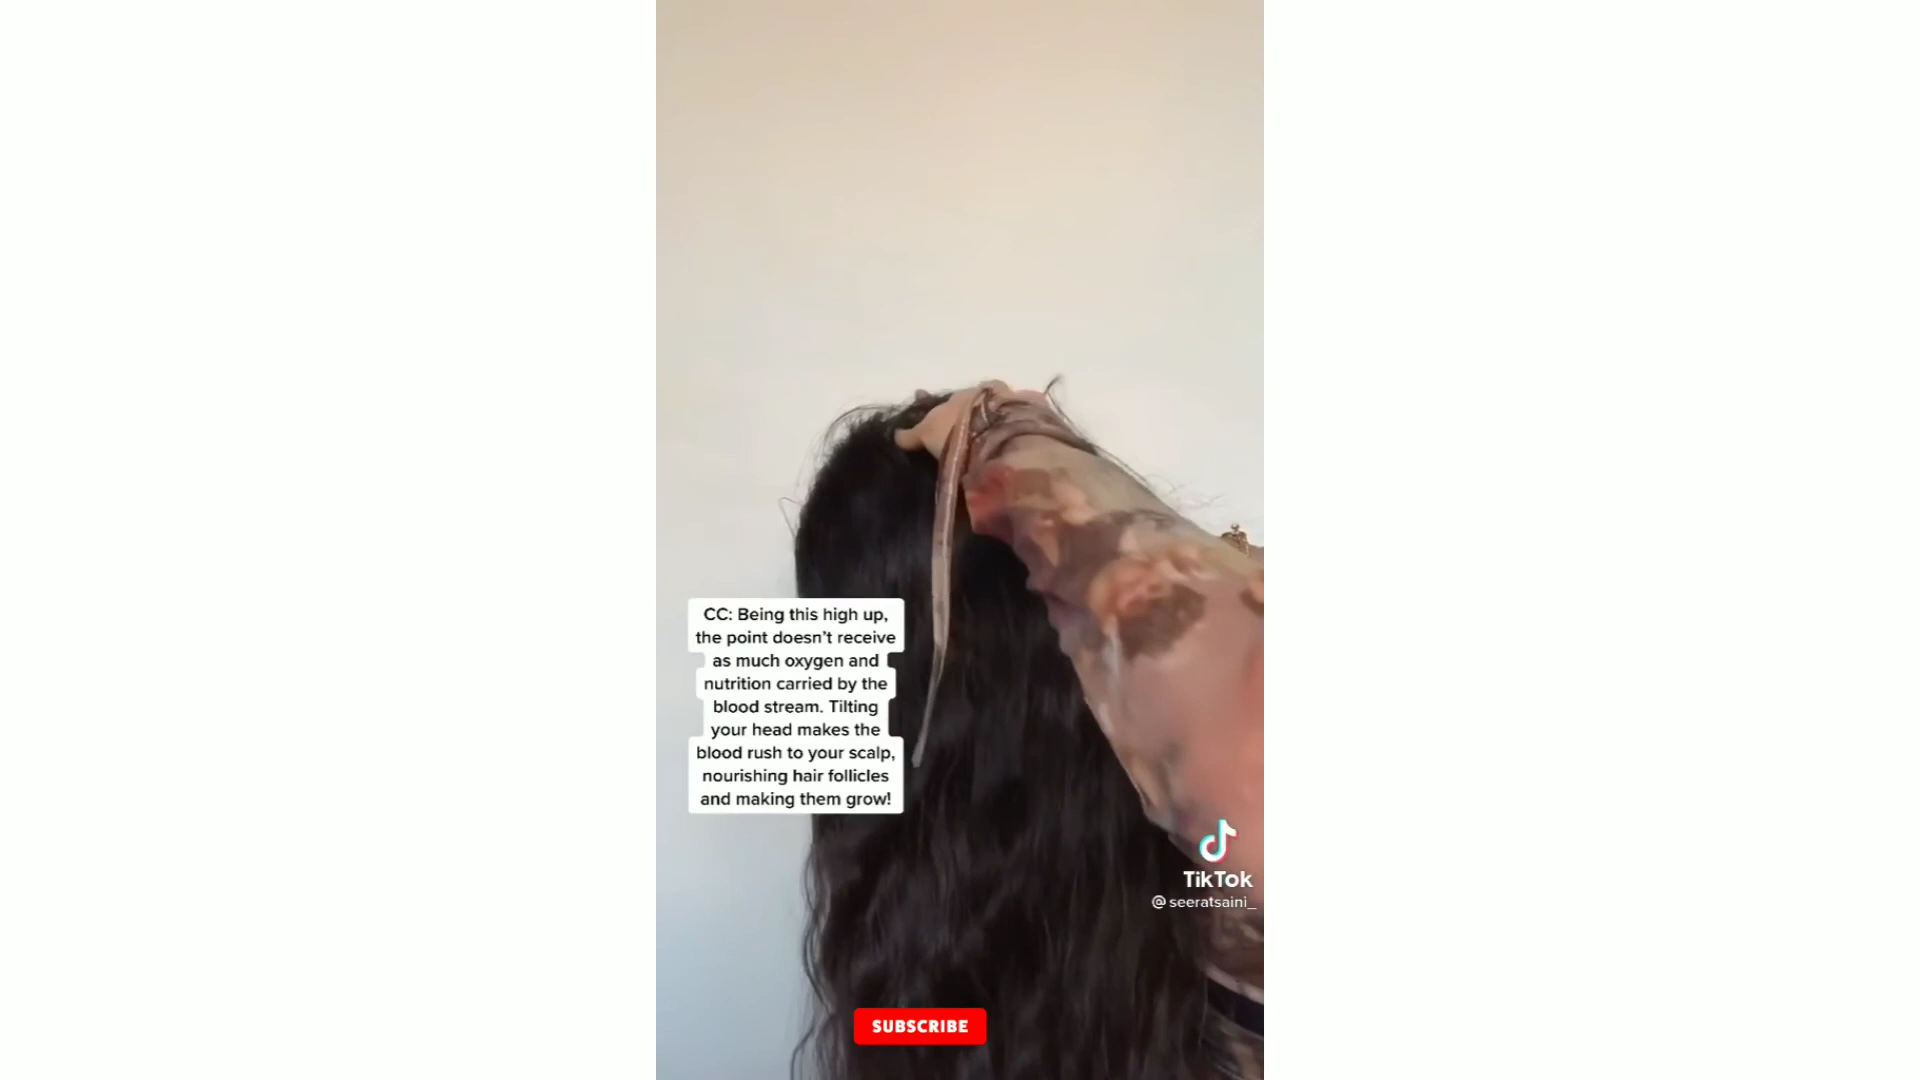 CC: Being this high up,
the point doesn't receive
as much oxygen and
nutrition carried by the
blood stream. Tilting
your head makes the
blood rush to your scalp,
nourishing hair follicles
and making them grow!
TikTok
@seeratsaini_
SUBSCRIBE